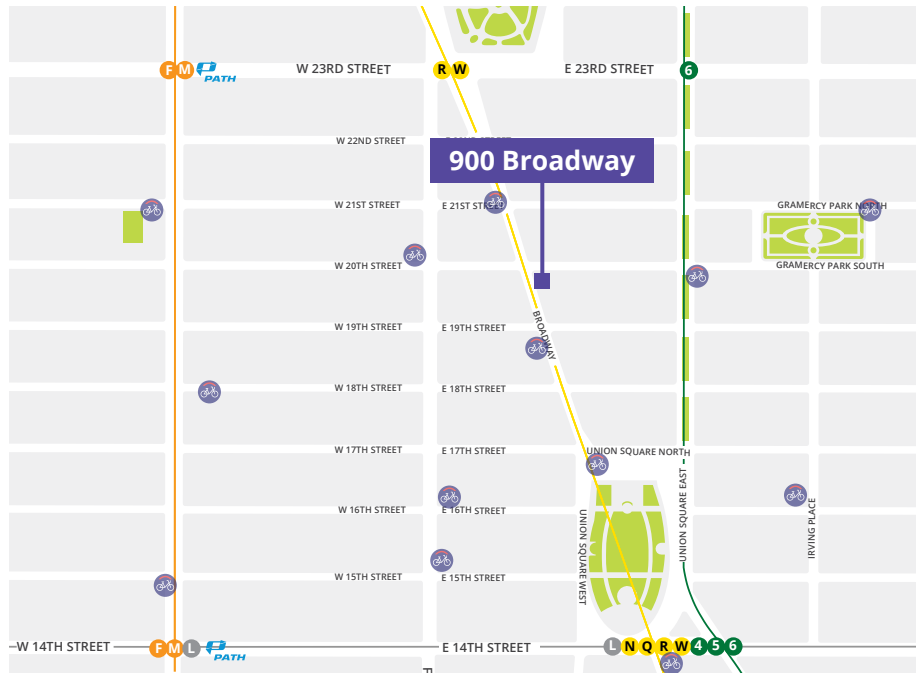 F M PATH
W 23RD STREET
R W
E 23RD STREET
6
W 22ND STREET
900 Broadway
W 21ST STREET
E 21ST STREET
GRAMERCY PARK NORTH
W 20TH STREET
GRAMERCY PARK SOUTH
W 19TH STREET
E 19TH STREET
BROADWAY
W 18TH STREET
E 18TH STREET
W 17TH STREET
E 17TH STREET
UNION SQUARE NORTH
UNION SQUARE EAST
W 16TH STREET
E 16TH STREET
UNION SQUARE WEST
IRVING PLACE
W 15TH STREET
E 15TH STREET
W 14TH STREET
F M L PATH
E 14TH STREET
L N Q R W 4 5 6